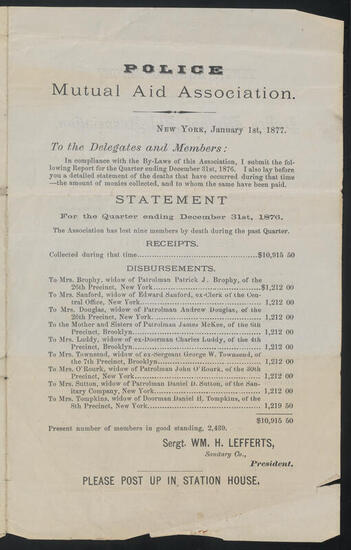 POLICE
Mutual Aid Association.
NEW YORK, January 1st, 1877.
To the Delegates and Members:
In compliance with the By-Laws of this Association, I submit the fol-
lowing Report for the Quarter ending December 31st, 1876. I also lay before
you a detailed statement of the deaths that have occurred during that time
—the amount of monies collected, and to whom the same have been paid.
STATEMENT
For the Quarter ending December 31st, 1876.
The Association has lost nine members by death during the past Quarter.
RECEIPTS.
Collected during that time....................$10,915 50
DISBURSEMENTS.
To Mrs. Brophy, widow of Patrolman Patrick J. Brophy, of the
26th Precinct, New York....................$1,212 00
To Mrs. Sanford, widow of Edward Sanford, ex-Clerk of the Cen-
tral Office, New York.................... 1,212 00
To Mrs. Douglas, widow of Patrolman Andrew Douglas, of the
26th Precinct, New York.................... 1,212 00
To the Mother and Sisters of Patrolman James McKee, of the 9th
Precinct, Brooklyn.................... 1,212 00
To Mrs. Luddy, widow of ex-Doorman Charles Luddy, of the 4th
Precinct, Brooklyn.................... 1,212 00
To Mrs. Townsend, widow of ex-Sergeant George W. Townsend, of
the 7th Precinct, Brooklyn.................... 1,212 00
To Mrs. O'Rourk, widow of Patrolman John O'Rourk, of the 30th
Precinct, New York.................... 1,212 00
To Mrs. Sutton, widow of Patrolman Daniel D. Sutton, of the San-
itary Company, New York.................... 1,212 00
To Mrs. Tompkins, widow of Doorman Daniel H. Tompkins, of the
8th Precinct, New York.................... 1,219 50
$10,915 50
Present number of members in good standing, 2,439.
Sergt. WM. H. LEFFERTS,
Sanitary Co.,
President.
PLEASE POST UP IN STATION HOUSE.